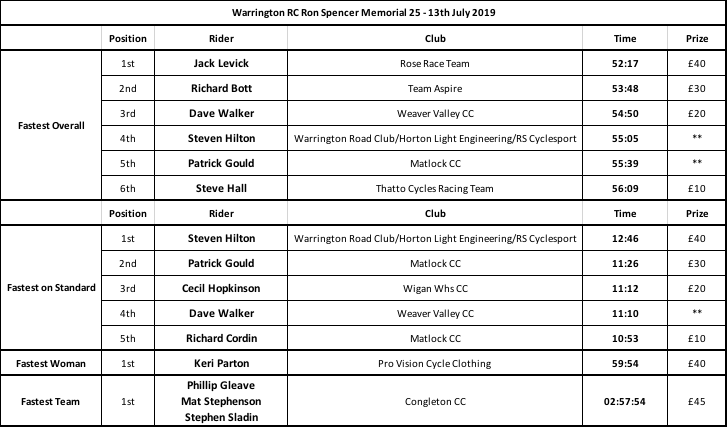 Warrington RC Ron Spencer Memorial 25 - 13th July 2019
Position Rider Club Time Prize
Fastest Overall
1st Jack Levick Rose Race Team 52:17 £40
2nd Richard Bott Team Aspire 53:48 £30
3rd Dave Walker Weaver Valley CC 54:50 £20
4th Steven Hilton Warrington Road Club/Horton Light Engineering/RS Cyclesport 55:05 **
5th Patrick Gould Matlock CC 55:39 **
6th Steve Hall Thatto Cycles Racing Team 56:09 £10
Position Rider Club Time Prize
Fastest on Standard
1st Steven Hilton Warrington Road Club/Horton Light Engineering/RS Cyclesport 12:46 £40
2nd Patrick Gould Matlock CC 11:26 £30
3rd Cecil Hopkinson Wigan Whs CC 11:12 £20
4th Dave Walker Weaver Valley CC 11:10 **
5th Richard Cordin Matlock CC 10:53 £10
Fastest Woman 1st Keri Parton Pro Vision Cycle Clothing 59:54 £40
Fastest Team 1st
Phillip Gleave
Mat Stephenson
Stephen Sladin
Congleton CC 02:57:54 £45